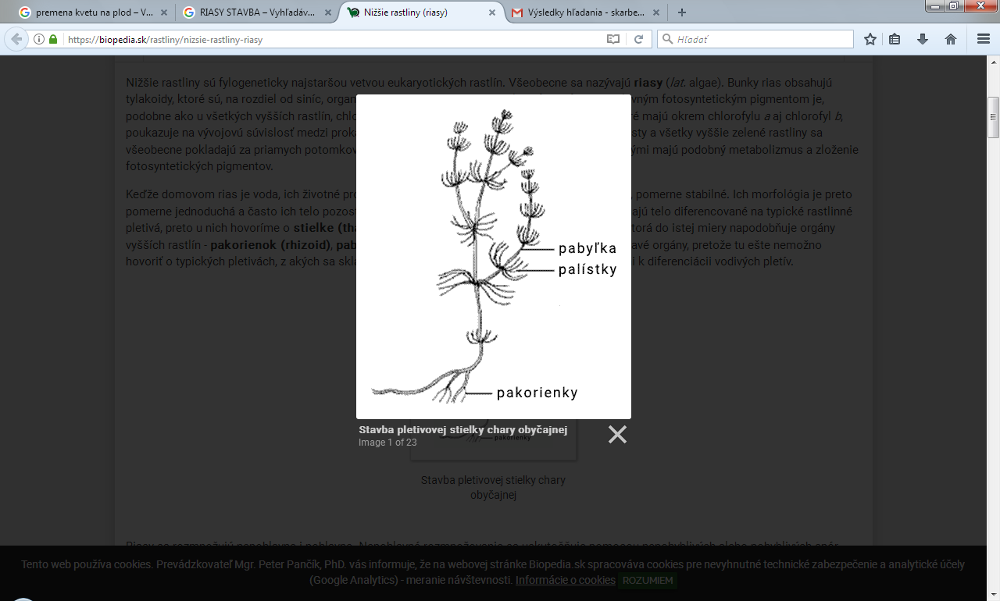 premena kvetu na plod – V...
RIASY STAVBA – Vyhľadáv...
Nižšie rastliny (riasy)
Výsledky hľadania - skarbe...
https://biopedia.sk/rastliny/nizsie-rastliny-riasy
Hľadať
Nižšie rastliny sú fylogeneticky najstaršou vetvou eukaryotických rastlín. Všeobecne sa nazývajú riasy (lat. algae). Bunky rias obsahujú
tylakoidy, ktoré sú, na rozdiel od siníc, organ
vným fotosyntetickým pigmentom je,
podobne ako u všetkých vyšších rastlín, chlo
ré majú okrem chlorofylu a aj chlorofyl b,
poukazuje na vývojovú súvislosť medzi proka
sty a všetky vyššie zelené rastliny sa
všeobecne pokladajú za priamych potomkov
ými majú podobný metabolizmus a zloženie
fotosyntetických pigmentov.
Keďže domovom rias je voda, ich životné pro
, pomerne stabilné. Ich morfológia je preto
pomerne jednoduchá a často ich telo pozost
ajú telo diferencované na typické rastlinné
pletivá, preto u nich hovoríme o stielke (tha
torá do istej miery napodobňuje orgány
vyšších rastlín - pakorienok (rhizoid), pab
avé orgány, pretože tu ešte nemožno
hovoriť o typických pletivách, z akých sa skla
i k diferenciácii vodivých pletív.
pabyľka
palístky
pakorienky
Stavba pletivovej stielky chary obyčajnej
Image 1 of 23
pakorienky
Stavba pletivovej stielky chary
obyčajnej
Tento web používa cookies. Prevádzkovateľ Mgr. Peter Pančík, PhD. vás informuje, že na webovej stránke Biopedia.sk spracováva cookies pre nevyhnutné technické zabezpečenie a analytické účely
(Google Analytics) - meranie návštevnosti. Informácie o cookies ROZUMIEM